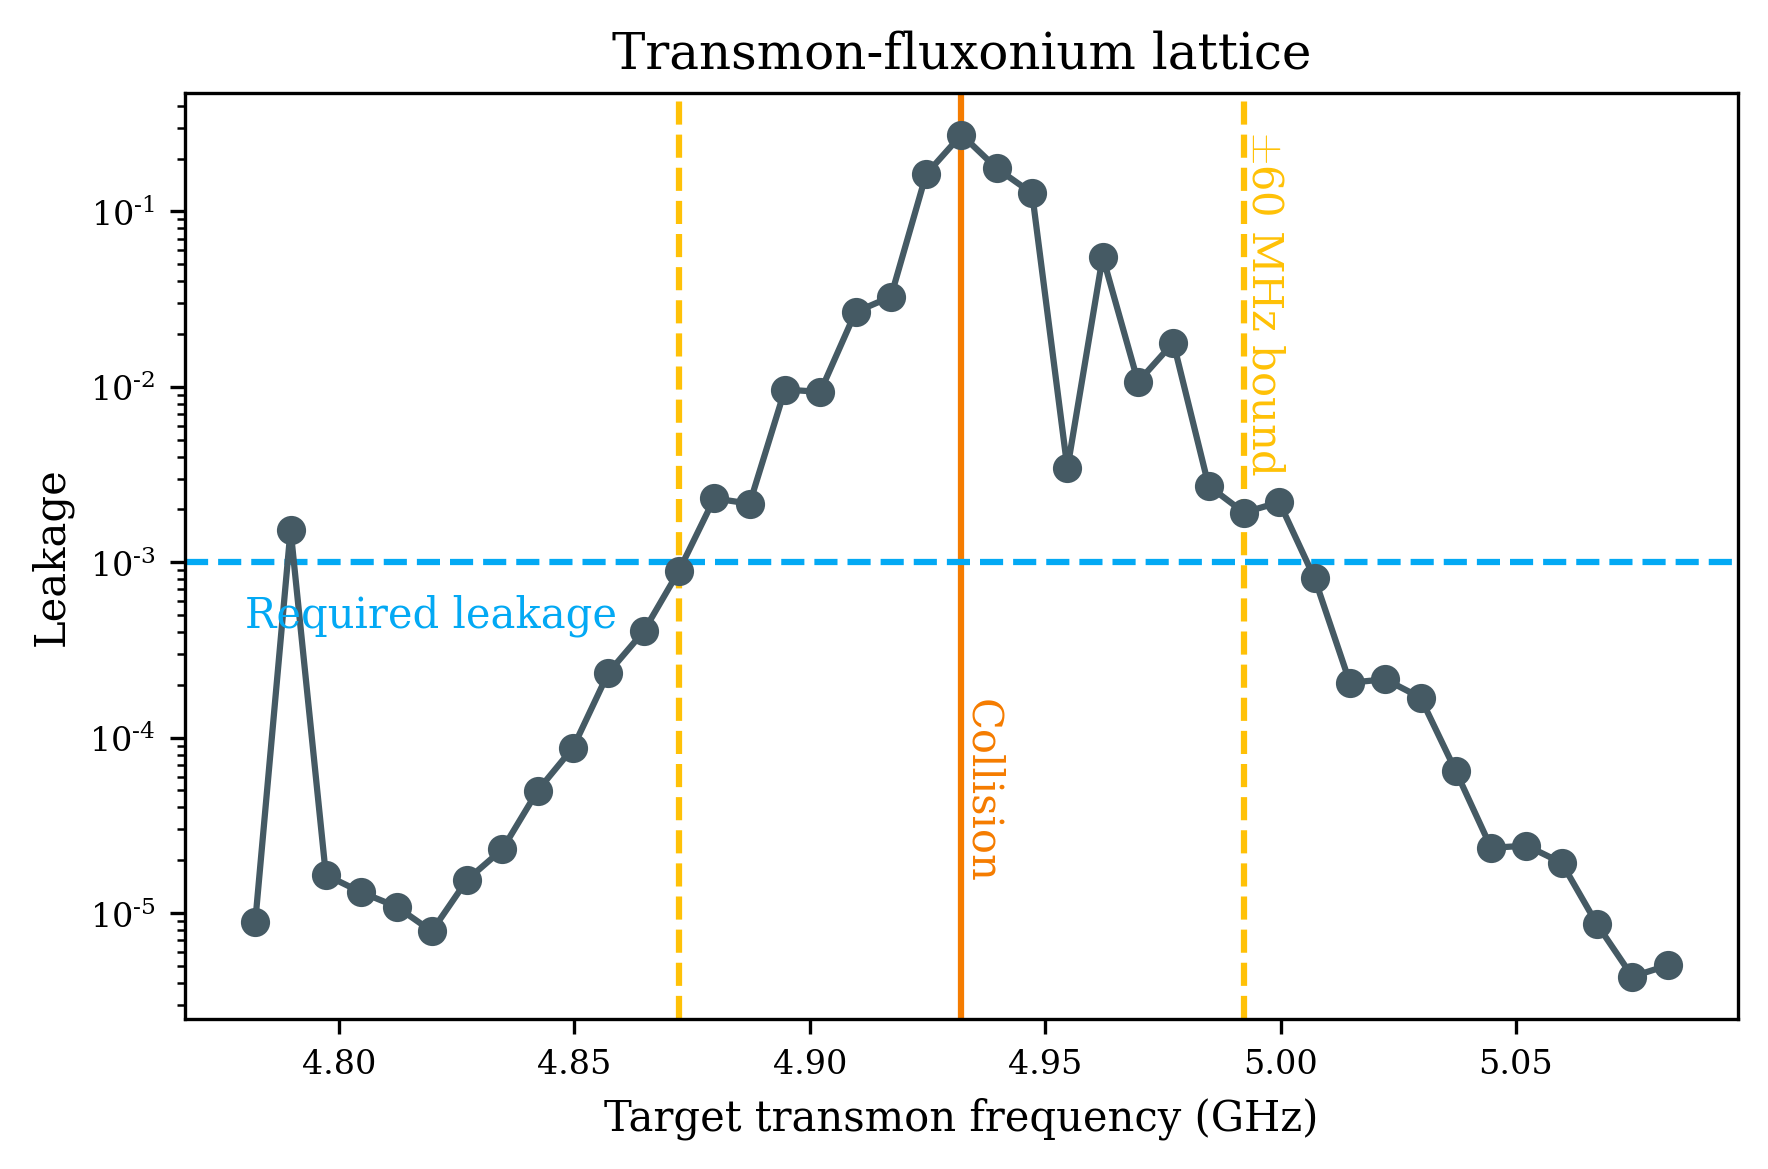 Transmon-fluxonium lattice
Leakage
10⁻¹
10⁻²
10⁻³
10⁻⁴
10⁻⁵
±60 MHz bound
Required leakage
Collision
4.80
4.85
4.90
4.95
5.00
5.05
Target transmon frequency (GHz)